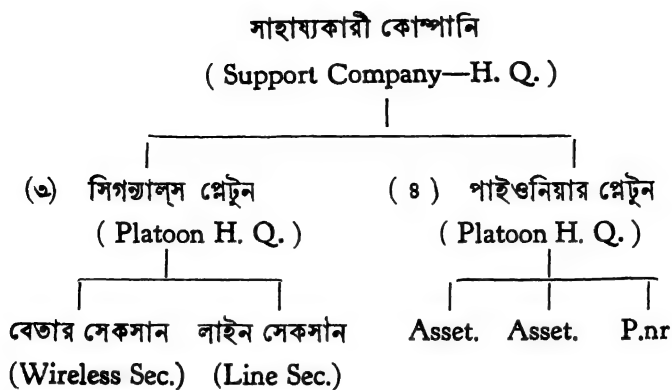 সাহায্যকারী কোম্পানি
( Support Company—H. Q. )
(৩) সিগন্যাল্‌স প্লেটুন ( ৪ ) পাইওনিয়ার প্লেটুন
( Platoon H. Q. ) ( Platoon H. Q. )
বেতার সেকসান লাইন সেকসান Asset. Asset. P.nr
(Wireless Sec.) (Line Sec.)